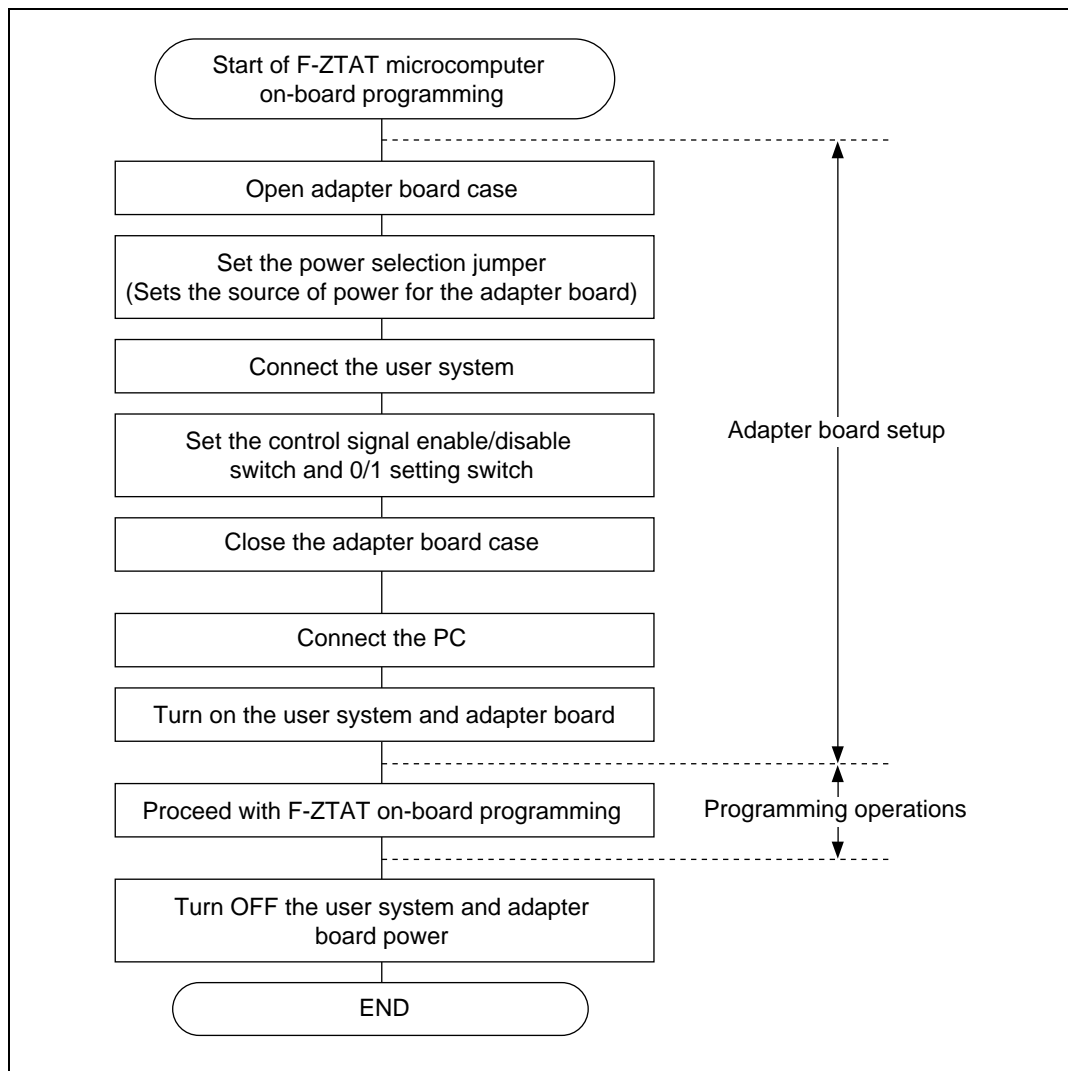 Start of F-ZTAT microcomputer
on-board programming
Open adapter board case
Set the power selection jumper
(Sets the source of power for the adapter board)
Connect the user system
Set the control signal enable/disable
switch and 0/1 setting switch
Adapter board setup
Close the adapter board case
Connect the PC
Turn on the user system and adapter board
Proceed with F-ZTAT on-board programming
Programming operations
Turn OFF the user system and adapter
board power
END